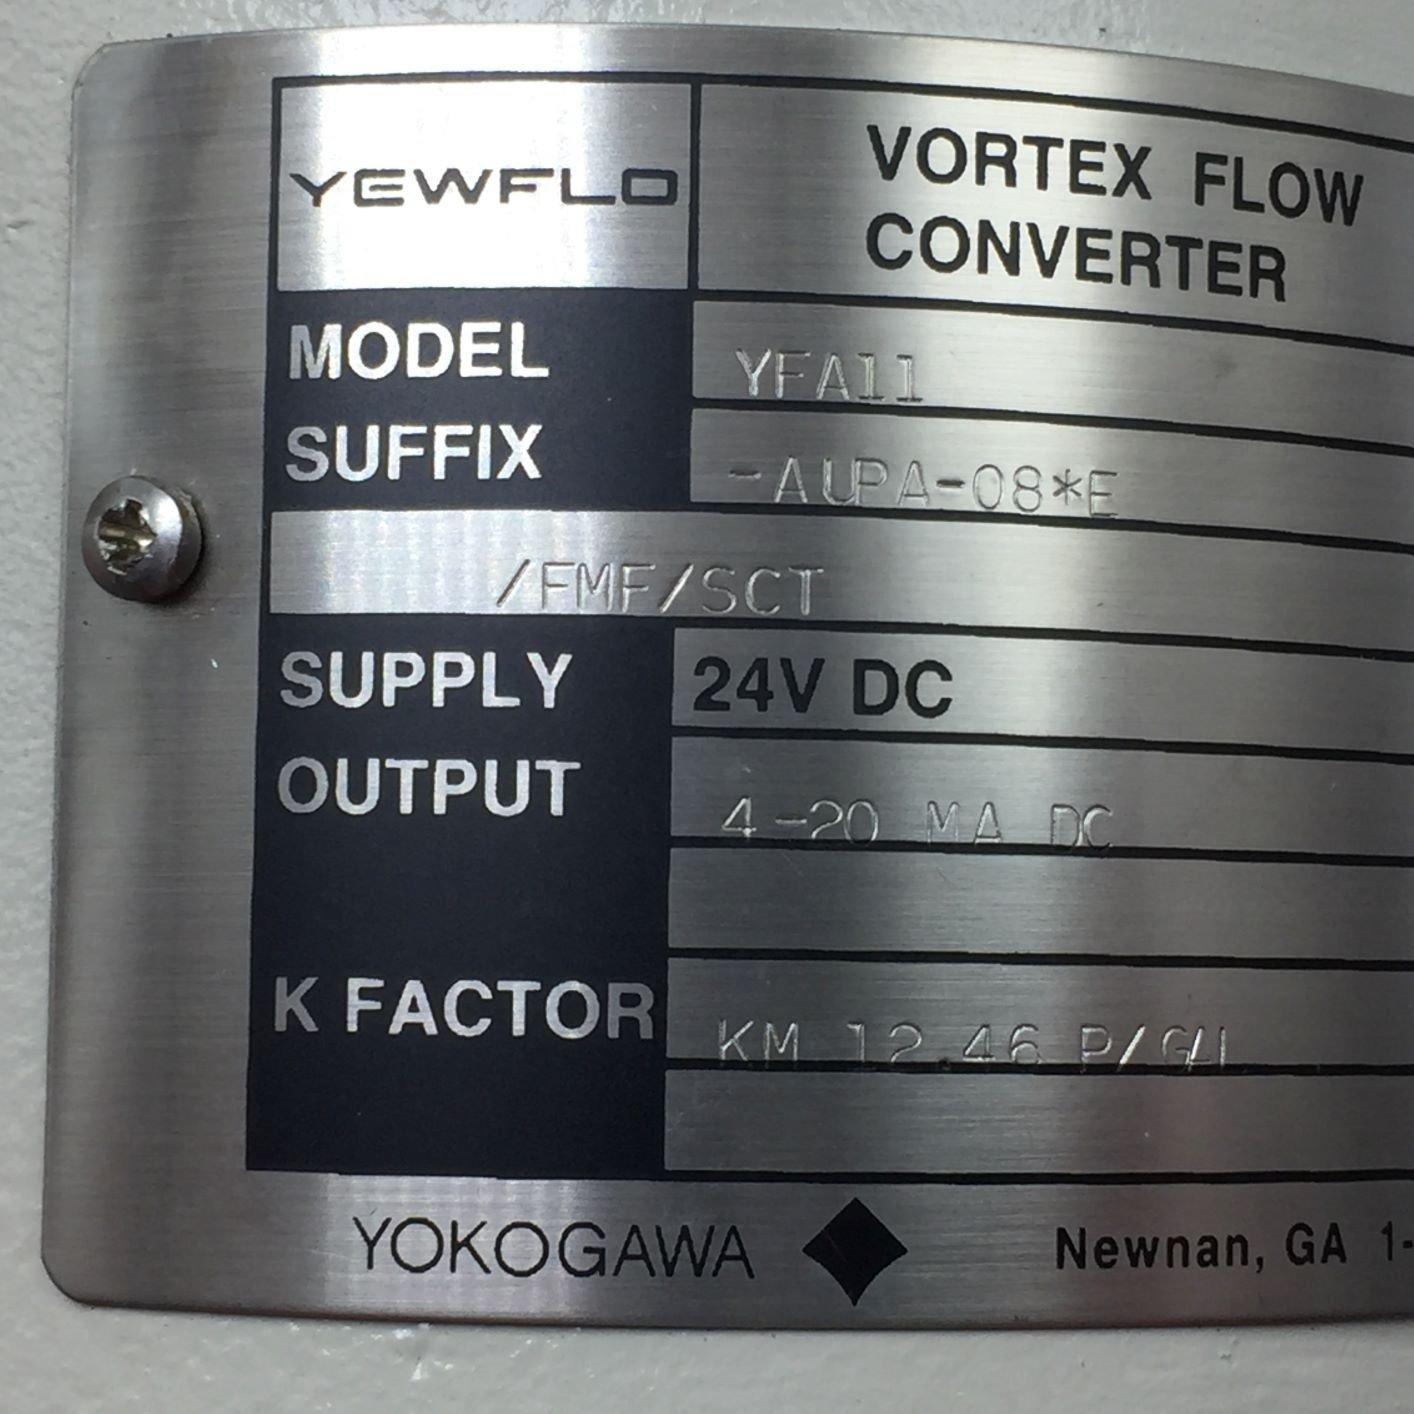 YEWFLO
VORTEX FLOW
CONVERTER
MODEL YFA11
SUFFIX -AUPA-08*E
/FMF/SCT
SUPPLY 24V DC
OUTPUT 4-20 MA DC
K FACTOR KM 12.46 P/GAL
YOKOGAWA Newnan, GA 1-